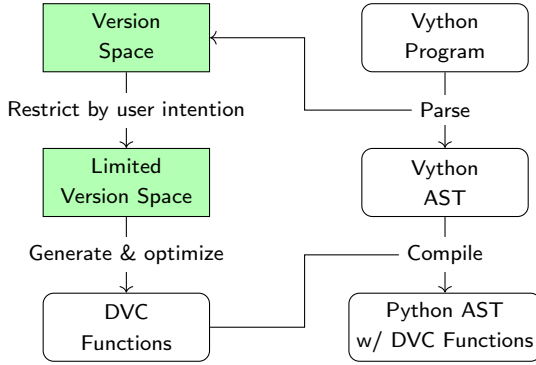 Version
Space
Vython
Program
Restrict by user intention
Parse
Limited
Version Space
Vython
AST
Generate & optimize
Compile
DVC
Functions
Python AST
w/ DVC Functions